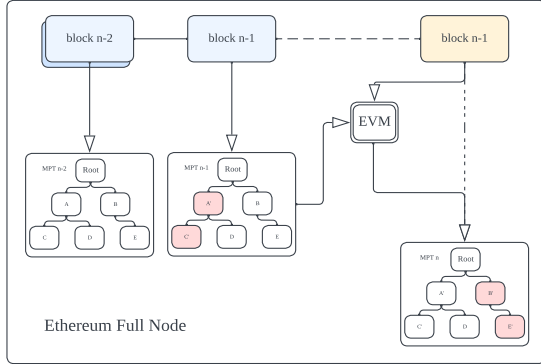 block n-2
block n-1
block n-1
EVM
MPT n-2
Root
A
B
C
D
E
MPT n-1
Root
A'
B
C'
D
E
MPT n
Root
A'
B'
C'
D
E'
Ethereum Full Node